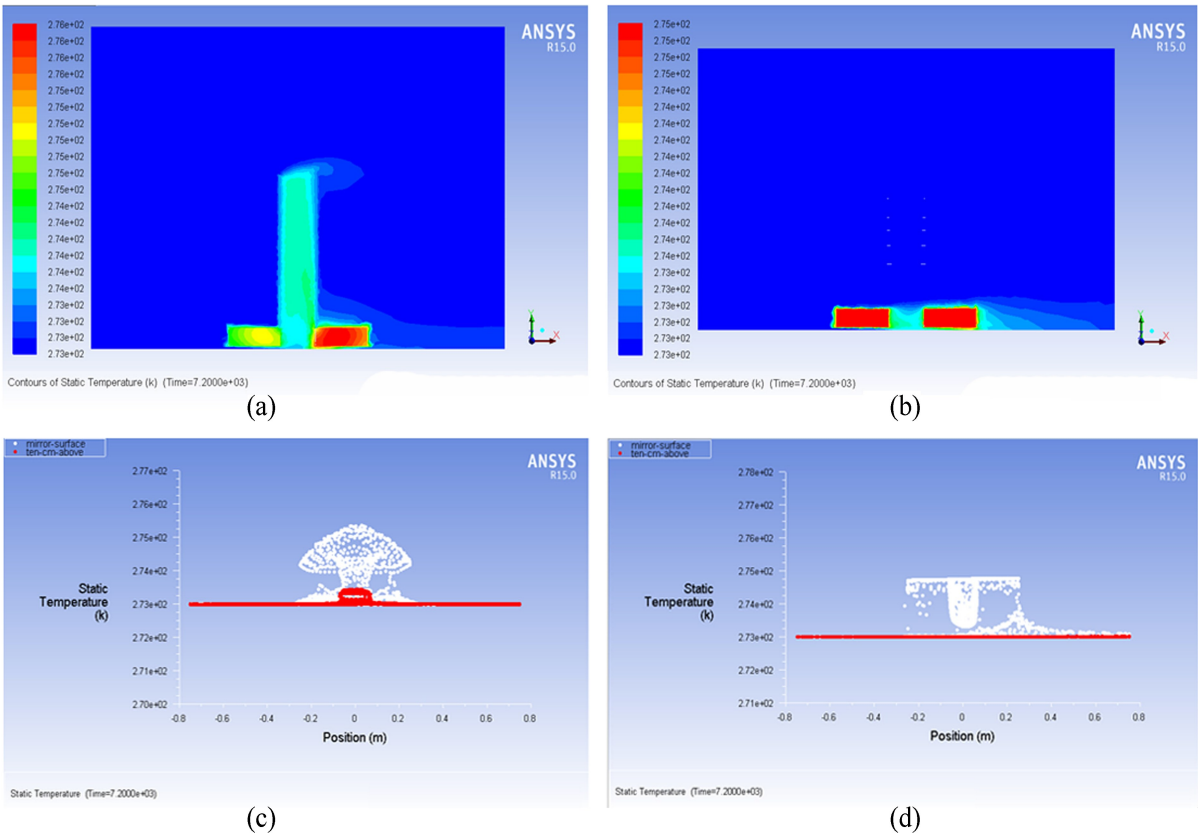 2.76e+02
2.76e+02
2.76e+02
2.76e+02
2.75e+02
2.75e+02
2.75e+02
2.75e+02
2.75e+02
2.75e+02
2.74e+02
2.74e+02
2.74e+02
2.74e+02
2.74e+02
2.73e+02
2.73e+02
2.73e+02
2.73e+02
2.73e+02
2.73e+02
ANSYS
R15.0
Y
X
Contours of Static Temperature (k) (Time=7.2000e+03)
(a)
2.75e+02
2.75e+02
2.75e+02
2.75e+02
2.74e+02
2.74e+02
2.74e+02
2.74e+02
2.74e+02
2.74e+02
2.74e+02
2.74e+02
2.74e+02
2.74e+02
2.74e+02
2.73e+02
2.73e+02
2.73e+02
2.73e+02
2.73e+02
2.73e+02
ANSYS
R15.0
Y
X
Contours of Static Temperature (k) (Time=7.2000e+03)
(b)
mirror-surface
ten-cm-above
ANSYS
R15.0
2.77e+02
2.76e+02
2.75e+02
2.74e+02
2.73e+02
2.72e+02
2.71e+02
2.70e+02
Static
Temperature
(k)
-0.8 -0.6 -0.4 -0.2 0 0.2 0.4 0.6 0.8
Position (m)
Static Temperature (Time=7.2000e+03)
(c)
mirror-surface
ten-cm-above
ANSYS
R15.0
2.78e+02
2.77e+02
2.76e+02
2.75e+02
2.74e+02
2.73e+02
2.72e+02
2.71e+02
Static
Temperature
(k)
-0.8 -0.6 -0.4 -0.2 0 0.2 0.4 0.6 0.8
Position (m)
Static Temperature (Time=7.2000e+03)
(d)